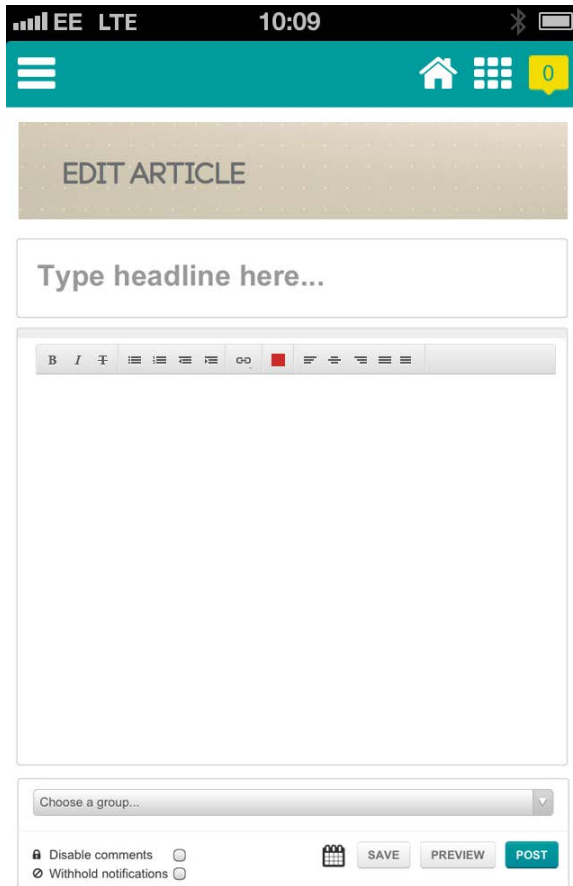 EE LTE 10:09
0
EDIT ARTICLE
Type headline here...
B I T
Choose a group...
Disable comments
SAVE PREVIEW POST
Withhold notifications